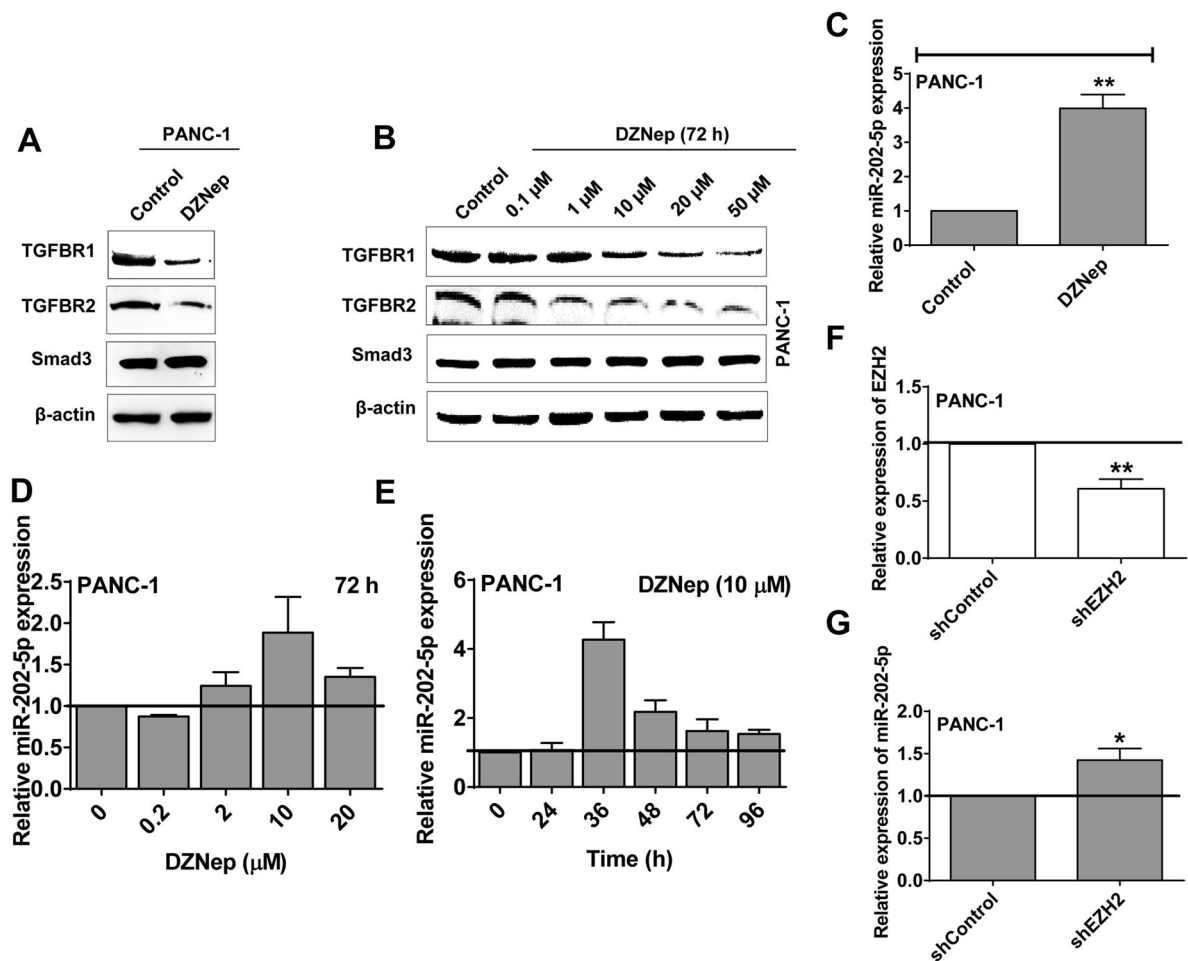 A
PANC-1
Control
DZNep
TGFBR1
TGFBR2
Smad3
β-actin
B
DZNep (72 h)
Control
0.1 μM
1 μM
10 μM
20 μM
50 μM
TGFBR1
TGFBR2
Smad3
β-actin
PANC-1
C
Relative miR-202-5p expression
PANC-1
**
5
4
3
2
1
0
Control
DZNep
D
Relative miR-202-5p expression
PANC-1
72 h
2.5
2.0
1.5
1.0
0.5
0.0
0
0.2
2
10
20
DZNep (μM)
E
Relative miR-202-5p expression
PANC-1
DZNep (10 μM)
6
4
2
0
0
24
36
48
72
96
Time (h)
F
Relative expression of EZH2
PANC-1
**
1.5
1.0
0.5
0.0
shControl
shEZH2
G
Relative expression of miR-202-5p
PANC-1
*
2.0
1.5
1.0
0.5
0.0
shControl
shEZH2